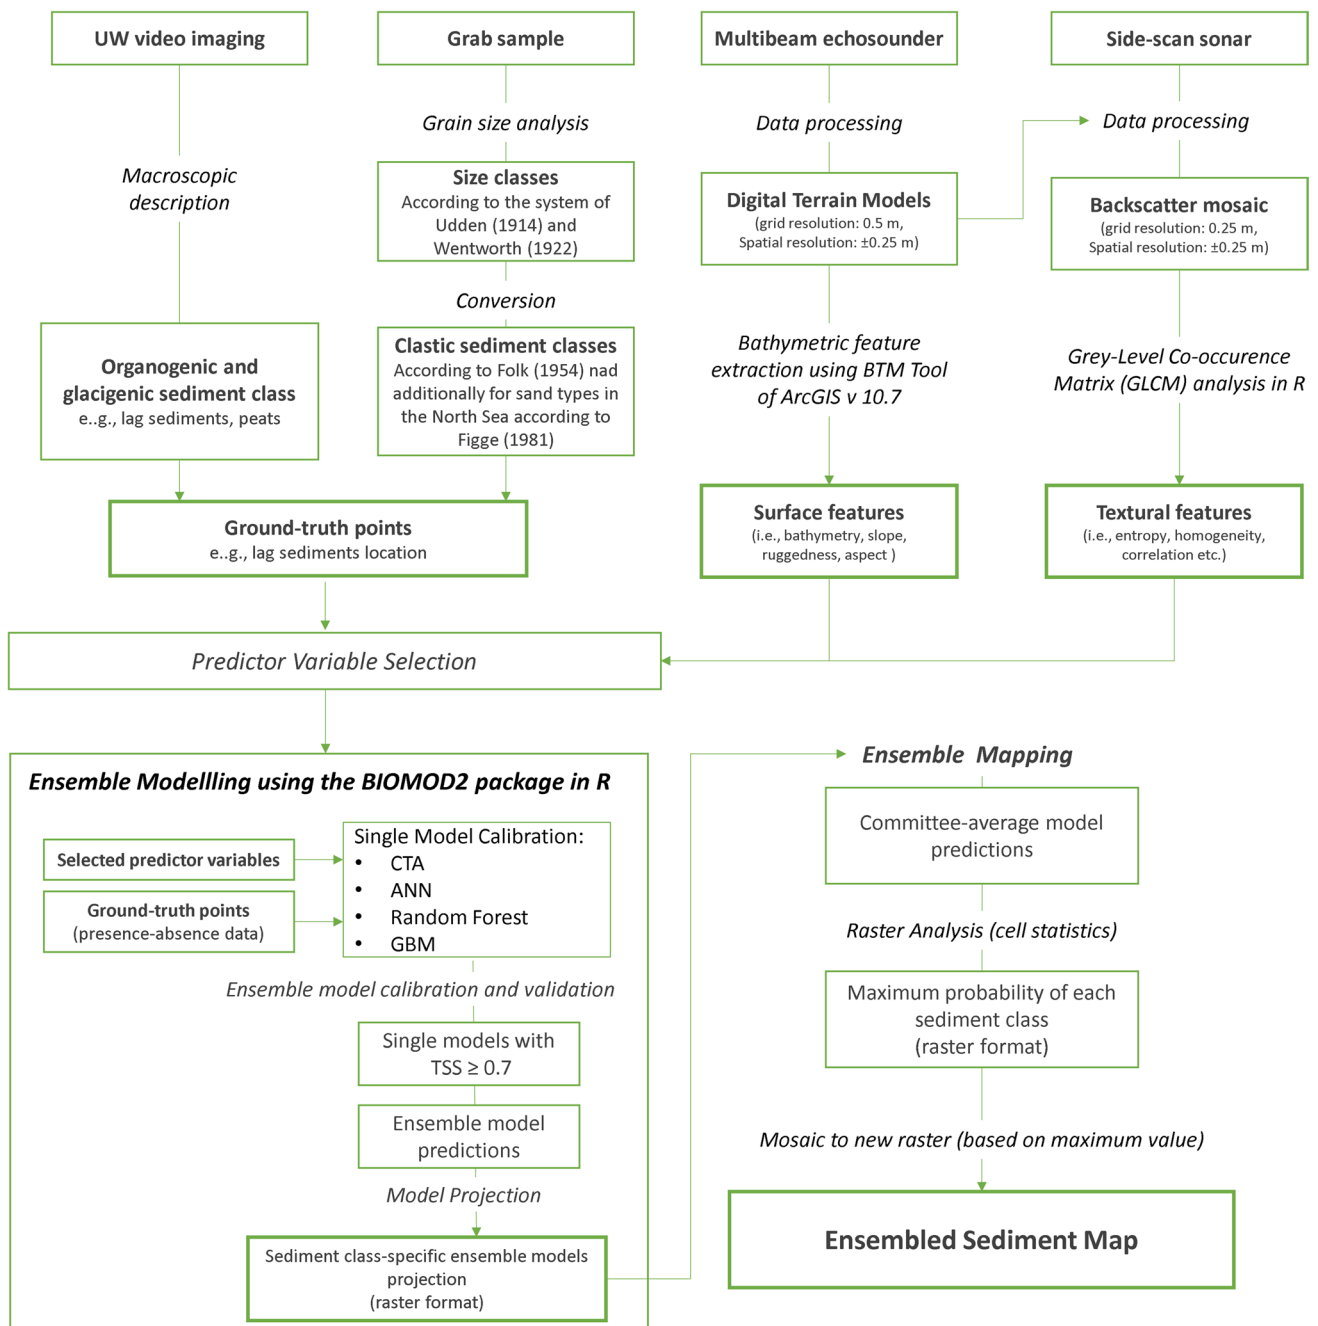 UW video imaging
Grab sample
Multibeam echosounder
Side-scan sonar
Macroscopic
description
Grain size analysis
Data processing
Data processing
Size classes
According to the system of
Udden (1914) and
Wentworth (1922)
Digital Terrain Models
(grid resolution: 0.5 m,
Spatial resolution: ±0.25 m)
Backscatter mosaic
(grid resolution: 0.25 m,
Spatial resolution: ±0.25 m)
Conversion
Organogenic and
glacigenic sediment class
e..g., lag sediments, peats
Clastic sediment classes
According to Folk (1954) nad
additionally for sand types in
the North Sea according to
Figge (1981)
Bathymetric feature
extraction using BTM Tool
of ArcGIS v 10.7
Grey-Level Co-occurence
Matrix (GLCM) analysis in R
Ground-truth points
e..g., lag sediments location
Surface features
(i.e., bathymetry, slope,
ruggedness, aspect )
Textural features
(i.e., entropy, homogeneity,
correlation etc.)
Predictor Variable Selection
Ensemble Modellling using the BIOMOD2 package in R
Selected predictor variables
Ground-truth points
(presence-absence data)
Single Model Calibration:
• CTA
• ANN
• Random Forest
• GBM
Ensemble model calibration and validation
Single models with
TSS ≥ 0.7
Ensemble model
predictions
Model Projection
Sediment class-specific ensemble models
projection
(raster format)
Ensemble Mapping
Committee-average model
predictions
Raster Analysis (cell statistics)
Maximum probability of each
sediment class
(raster format)
Mosaic to new raster (based on maximum value)
Ensembled Sediment Map